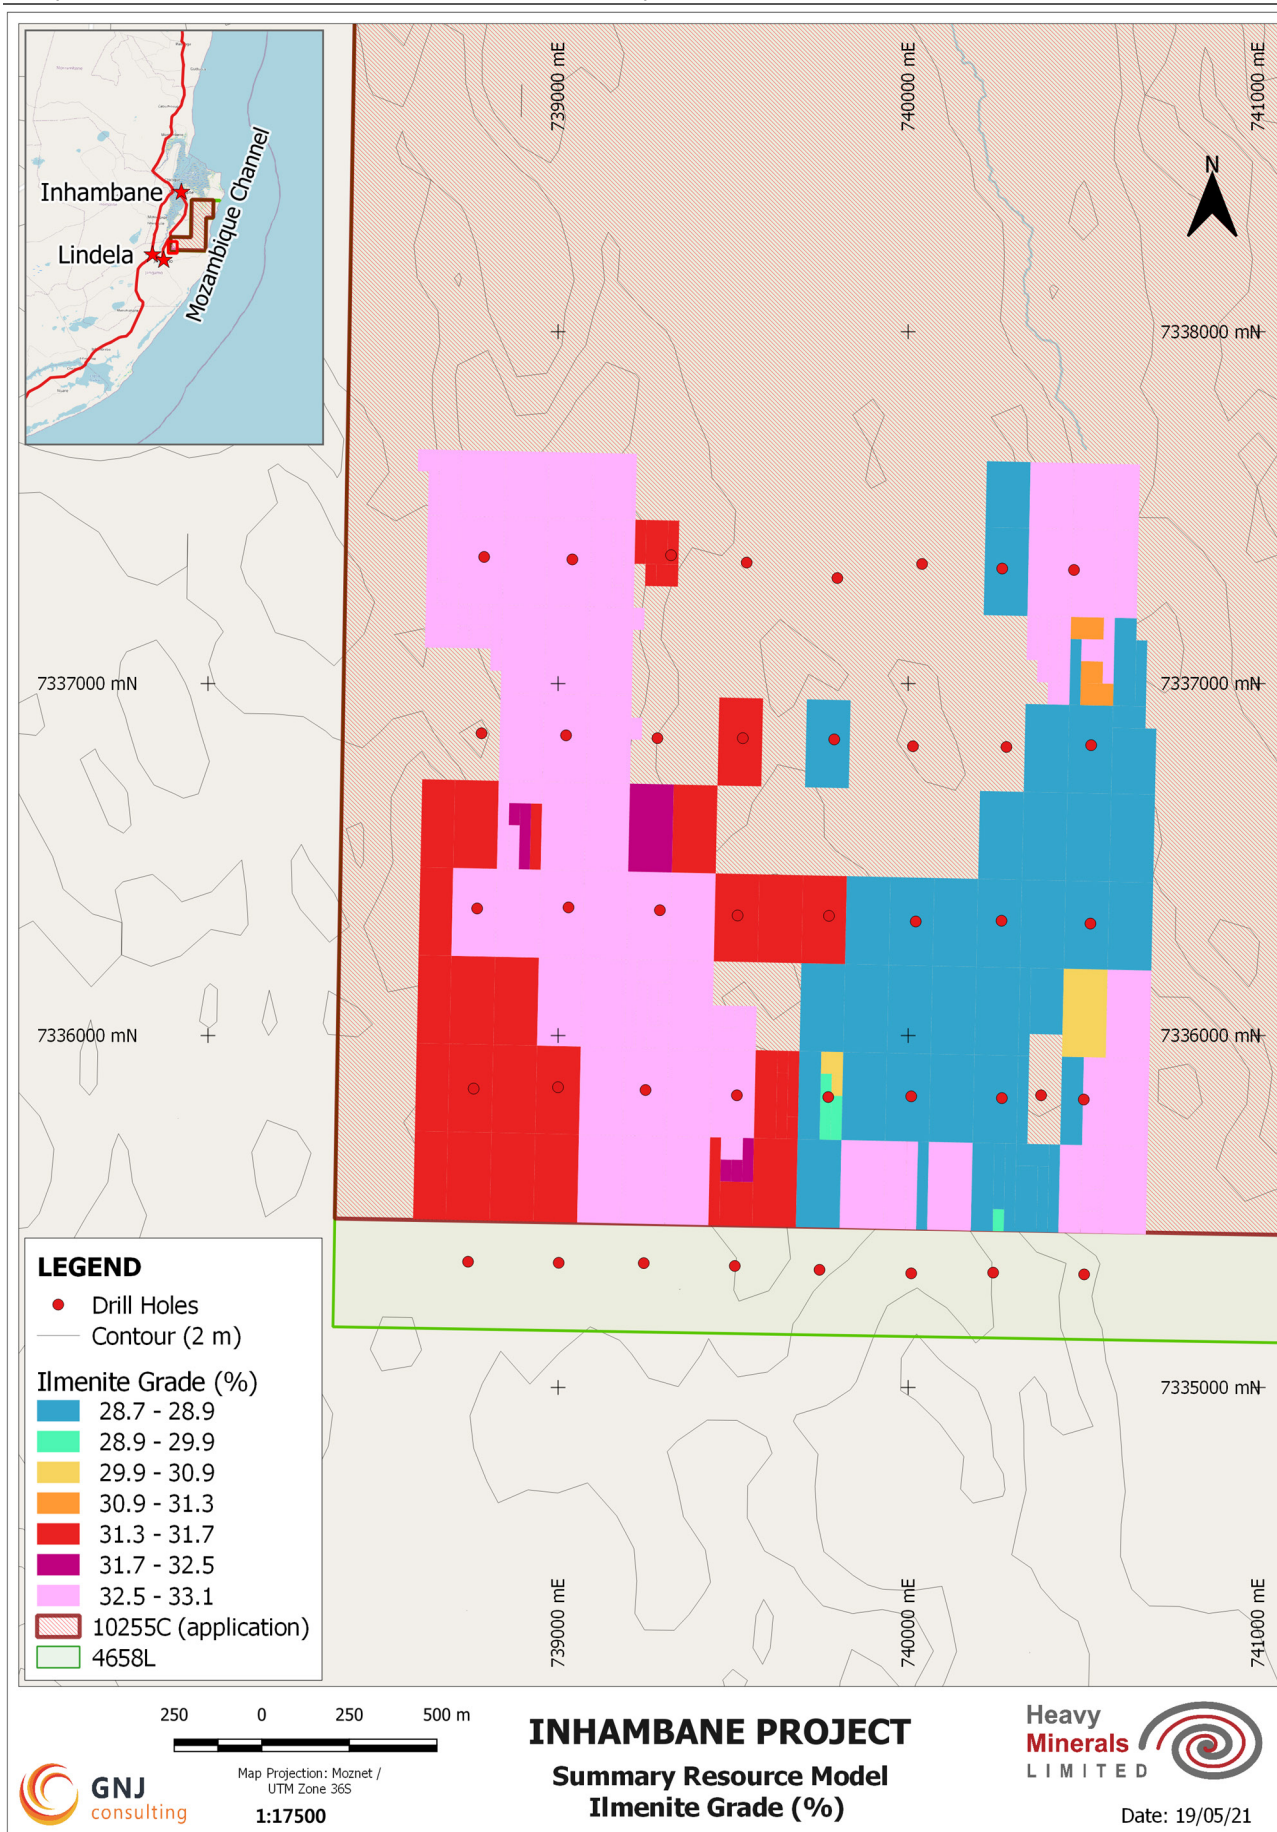 Inhambane
Lindela
Mozambique Channel
739000 mE
740000 mE
741000 mE
N
7338000 mN
7337000 mN
7337000 mN
7336000 mN
7336000 mN
7335000 mN
739000 mE
740000 mE
741000 mE
LEGEND
Drill Holes
Contour (2 m)
Ilmenite Grade (%)
28.7 - 28.9
28.9 - 29.9
29.9 - 30.9
30.9 - 31.3
31.3 - 31.7
31.7 - 32.5
32.5 - 33.1
10255C (application)
4658L
250 0 250 500 m
Map Projection: Moznet /
UTM Zone 36S
1:17500
GNJ
consulting
INHAMBANE PROJECT
Summary Resource Model
Ilmenite Grade (%)
Heavy
Minerals
LIMITED
Date: 19/05/21